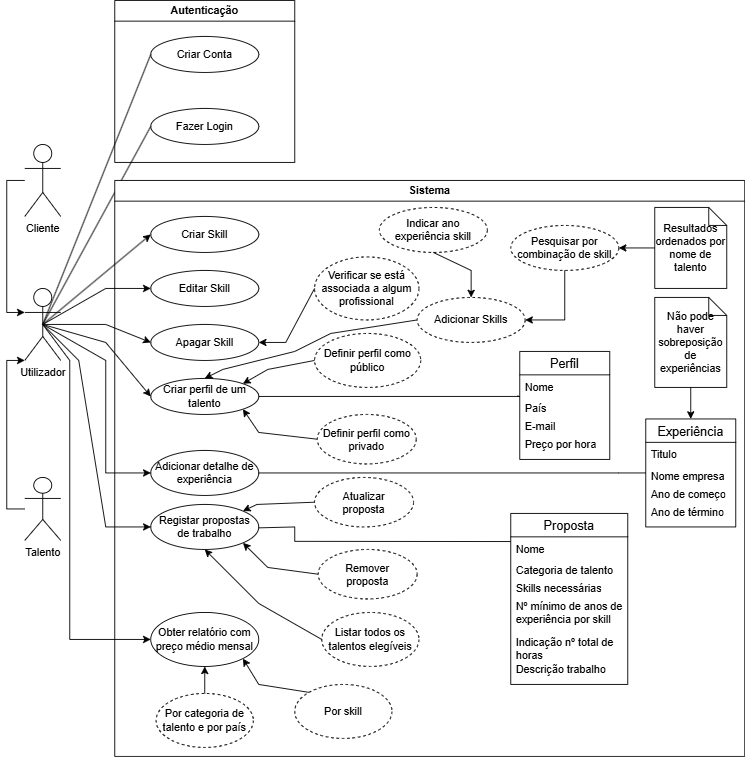 Autenticação
Criar Conta
Fazer Login
Cliente
Sistema
Criar Skill
Indicar ano
experiência skill
Pesquisar por
combinação de skill
Resultados
ordenados por
nome de
talento
Utilizador
Editar Skill
Verificar se está
associada a algum
profissional
Apagar Skill
Adicionar Skills
Não pode
haver
sobreposição
de
experiências
Definir perfil como
público
Criar perfil de um
talento
Perfil
Nome
País
E-mail
Preço por hora
Definir perfil como
privado
Experiência
Titulo
Nome empresa
Ano de começo
Ano de término
Adicionar detalhe de
experiência
Talento
Atualizar
proposta
Registar propostas
de trabalho
Remover
proposta
Proposta
Nome
Categoria de talento
Skills necessárias
Nº mínimo de anos de
experiência por skill
Indicação nº total de
horas
Descrição trabalho
Listar todos os
talentos elegíveis
Obter relatório com
preço médio mensal
Por categoria de
talento e por país
Por skill